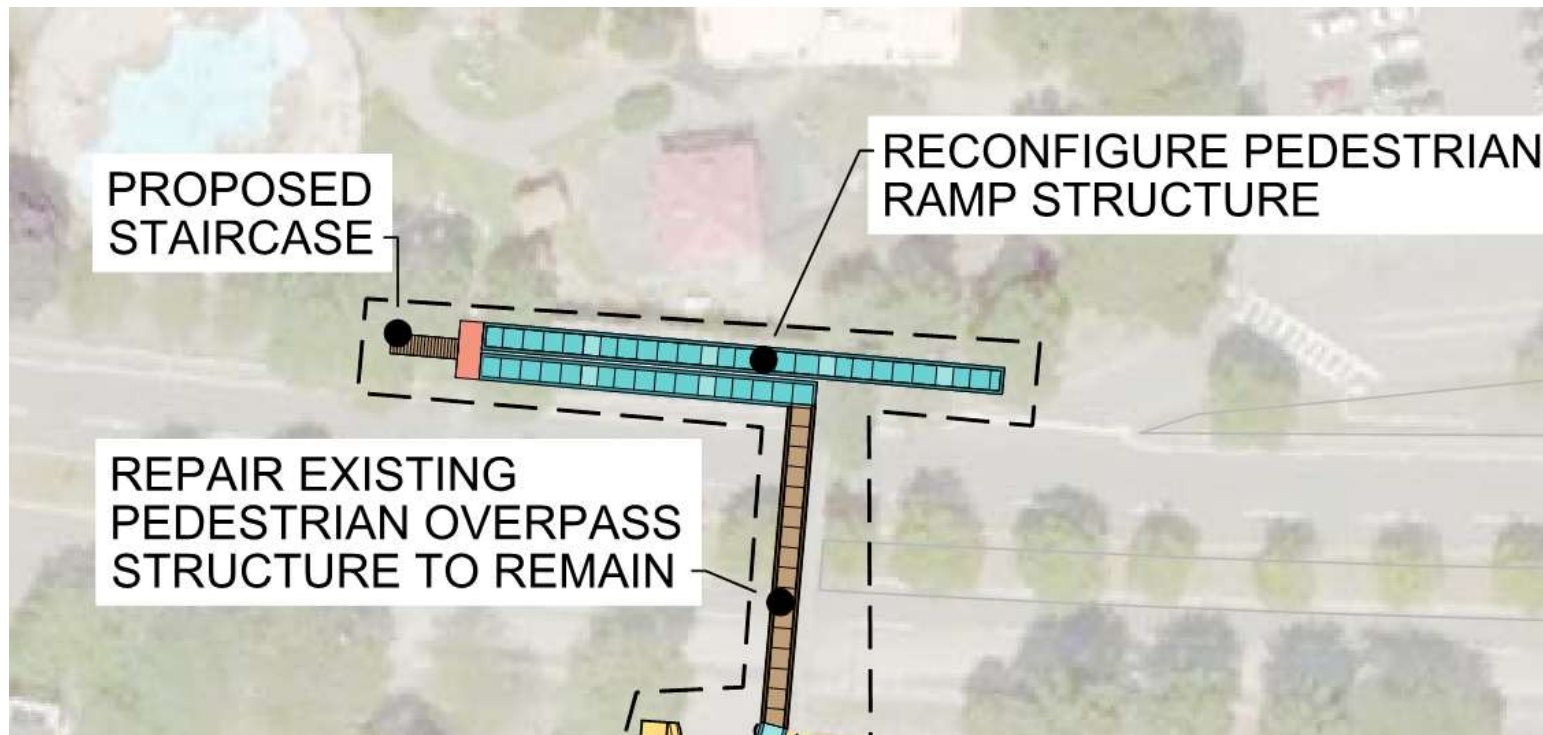 PROPOSED
STAIRCASE
RECONFIGURE PEDESTRIAN
RAMP STRUCTURE
REPAIR EXISTING
PEDESTRIAN OVERPASS
STRUCTURE TO REMAIN